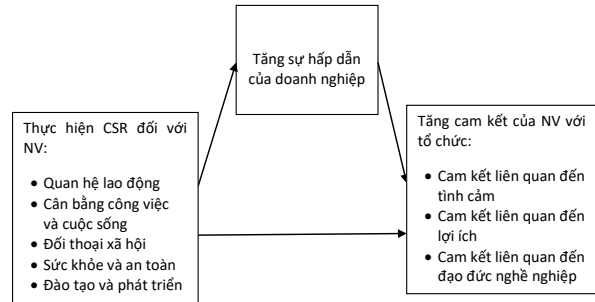 Tăng sự hấp dẫn
của doanh nghiệp
Thực hiện CSR đối với
NV:
• Quan hệ lao động
• Cân bằng công việc
và cuộc sống
• Đối thoại xã hội
• Sức khỏe và an toàn
• Đào tạo và phát triển
Tăng cam kết của NV với
tổ chức:
• Cam kết liên quan đến
tình cảm
• Cam kết liên quan đến
lợi ích
• Cam kết liên quan đến
đạo đức nghề nghiệp